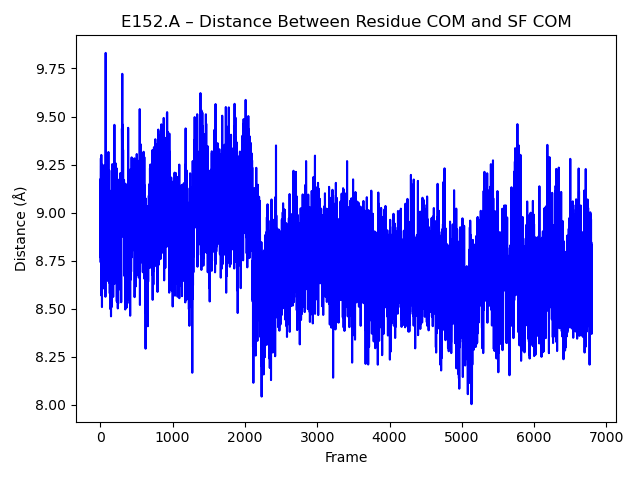 E152.A – Distance Between Residue COM and SF COM
9.75
9.50
9.25
9.00
8.75
8.50
8.25
8.00
Distance (Å)
0 1000 2000 3000 4000 5000 6000 7000
Frame